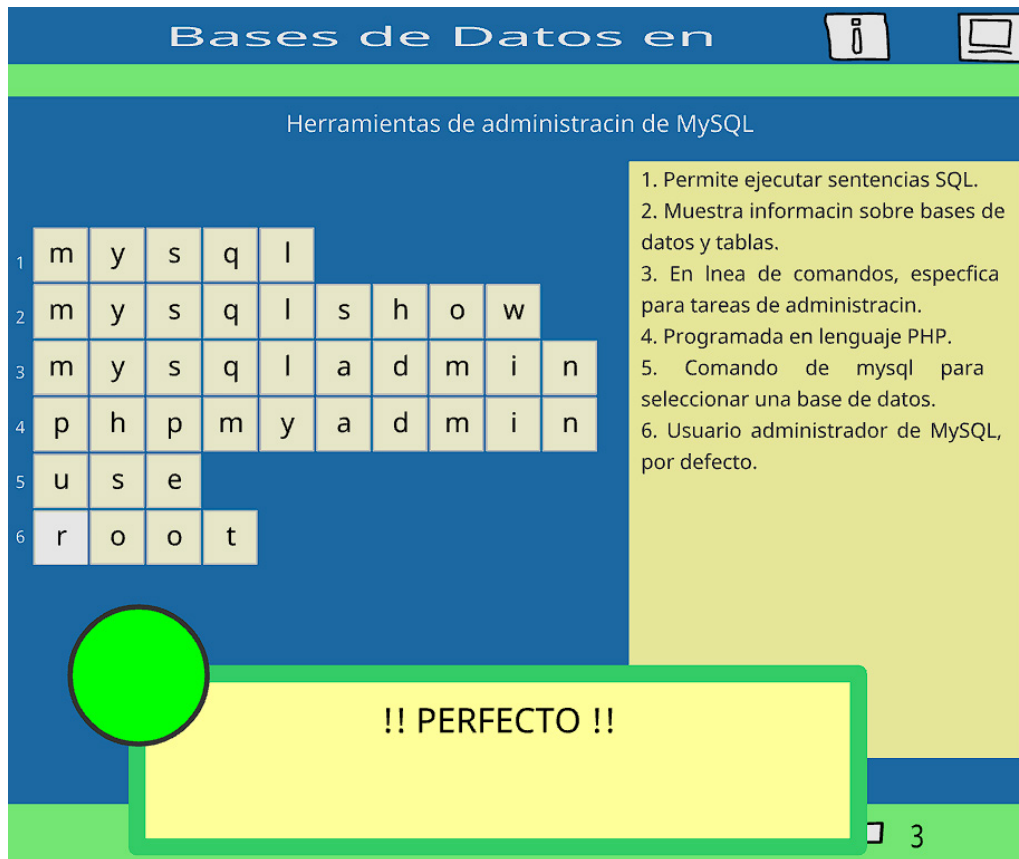 Bases de Datos en
i
Herramientas de administracin de MySQL
1 m y s q l
2 m y s q l s h o w
3 m y s q l a d m i n
4 p h p m y a d m i n
5 u s e
6 r o o t
1. Permite ejecutar sentencias SQL.
2. Muestra informacin sobre bases de
datos y tablas.
3. En lnea de comandos, especfica
para tareas de administracin.
4. Programada en lenguaje PHP.
5. Comando de mysql para
seleccionar una base de datos.
6. Usuario administrador de MySQL,
por defecto.
!! PERFECTO !!
3